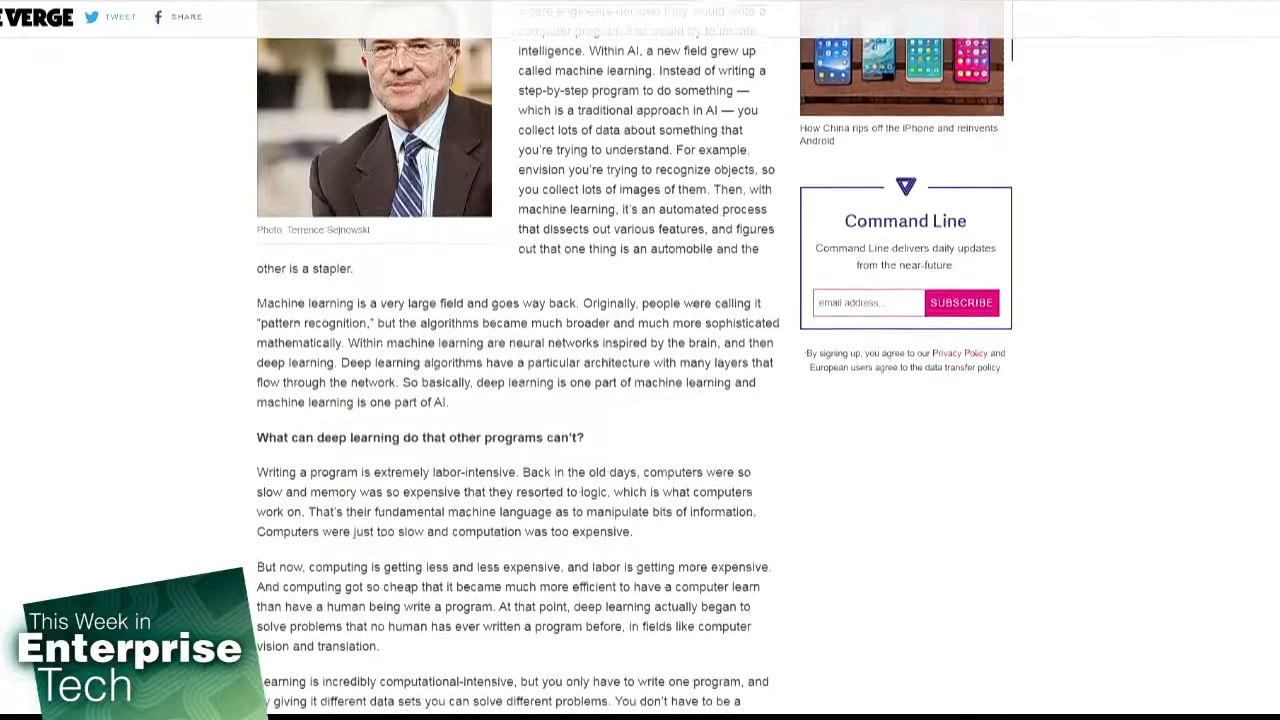 E VERGE TWEET SHARE
where engineers decided they would write a
computer program that would try to imitate
intelligence. Within AI, a new field grew up
called machine learning. Instead of writing a
step-by-step program to do something —
which is a traditional approach in AI — you
collect lots of data about something that
you're trying to understand. For example,
envision you're trying to recognize objects, so
you collect lots of images of them. Then, with
machine learning, it's an automated process
that dissects out various features, and figures
out that one thing is an automobile and the
other is a stapler.
Photo: Terrence Sejnowski
Machine learning is a very large field and goes way back. Originally, people were calling it
“pattern recognition,” but the algorithms became much broader and much more sophisticated
mathematically. Within machine learning are neural networks inspired by the brain, and then
deep learning. Deep learning algorithms have a particular architecture with many layers that
flow through the network. So basically, deep learning is one part of machine learning and
machine learning is one part of AI.
What can deep learning do that other programs can't?
Writing a program is extremely labor-intensive. Back in the old days, computers were so
slow and memory was so expensive that they resorted to logic, which is what computers
work on. That's their fundamental machine language as to manipulate bits of information.
Computers were just too slow and computation was too expensive.
But now, computing is getting less and less expensive, and labor is getting more expensive.
And computing got so cheap that it became much more efficient to have a computer learn
than have a human being write a program. At that point, deep learning actually began to
solve problems that no human has ever written a program before, in fields like computer
vision and translation.
earning is incredibly computational-intensive, but you only have to write one program, and
y giving it different data sets you can solve different problems. You don't have to be a
How China rips off the iPhone and reinvents
Android
Command Line
Command Line delivers daily updates
from the near-future.
email address...
SUBSCRIBE
By signing up, you agree to our Privacy Policy and
European users agree to the data transfer policy.
This Week in
Enterprise
Tech